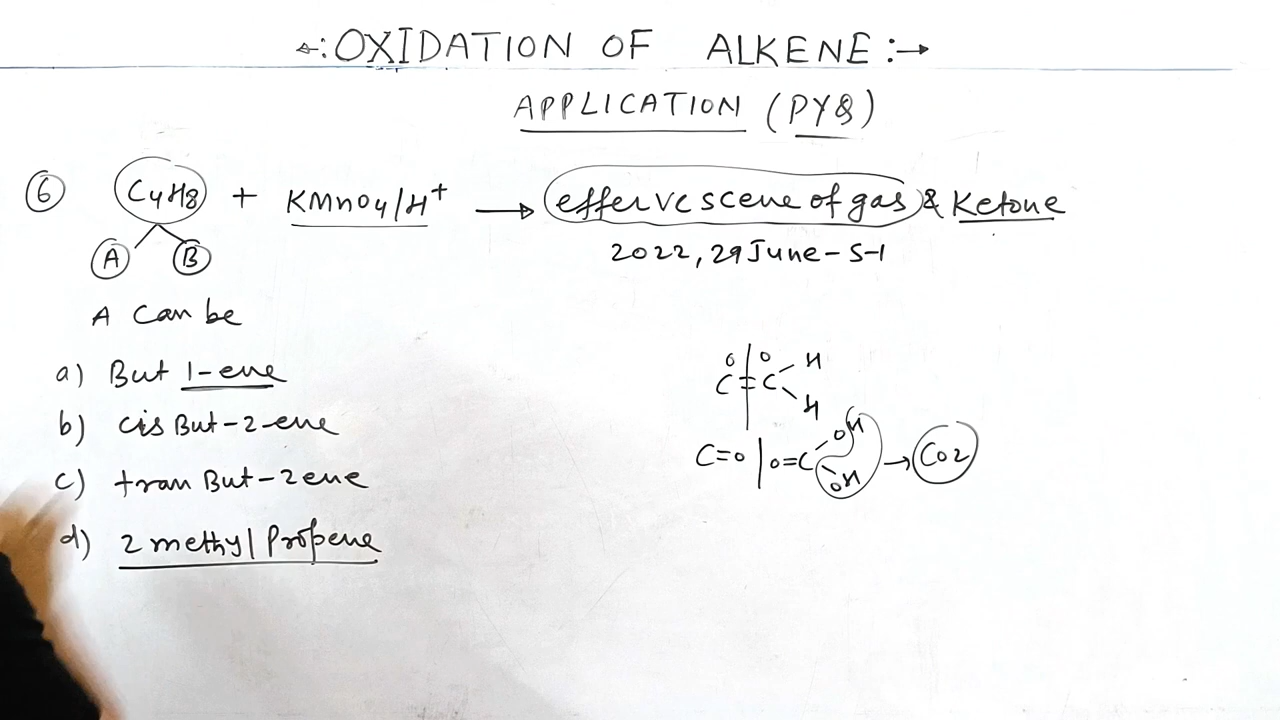 ←:OXIDATION OF ALKENE:→
APPLICATION (PYQ)
⑥ C4H8 + KMnO4/H+ → effervescene of gas & Ketone
A B
2022, 29 June-S-1
A can be
a) But 1-ene
b) cis But-2-ene
c) tran But-2ene
d) 2 methyl Propene
O O H
C=C
H
C=O | O=C OH → CO2
OH